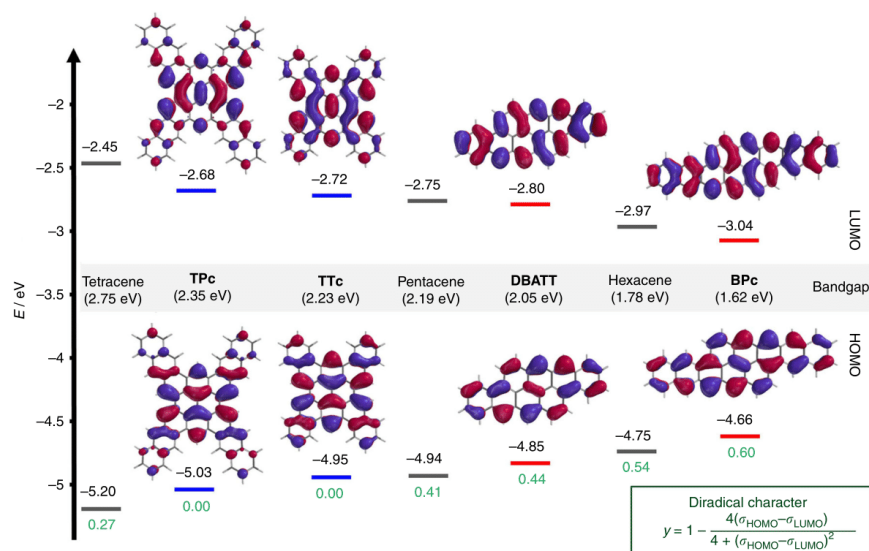 −2
−2.5
−3
−3.5
−4
−4.5
−5
E / eV
−2.45
−2.68
−2.72
−2.75
−2.80
−2.97
−3.04
LUMO
Tetracene
(2.75 eV)
TPc
(2.35 eV)
TTc
(2.23 eV)
Pentacene
(2.19 eV)
DBATT
(2.05 eV)
Hexacene
(1.78 eV)
BPc
(1.62 eV)
Bandgap
HOMO
−5.20
0.27
−5.03
0.00
−4.95
0.00
−4.94
0.41
−4.85
0.44
−4.75
0.54
−4.66
0.60
Diradical character
y = 1 − 4(σHOMO−σLUMO) / 4 + (σHOMO−σLUMO)²